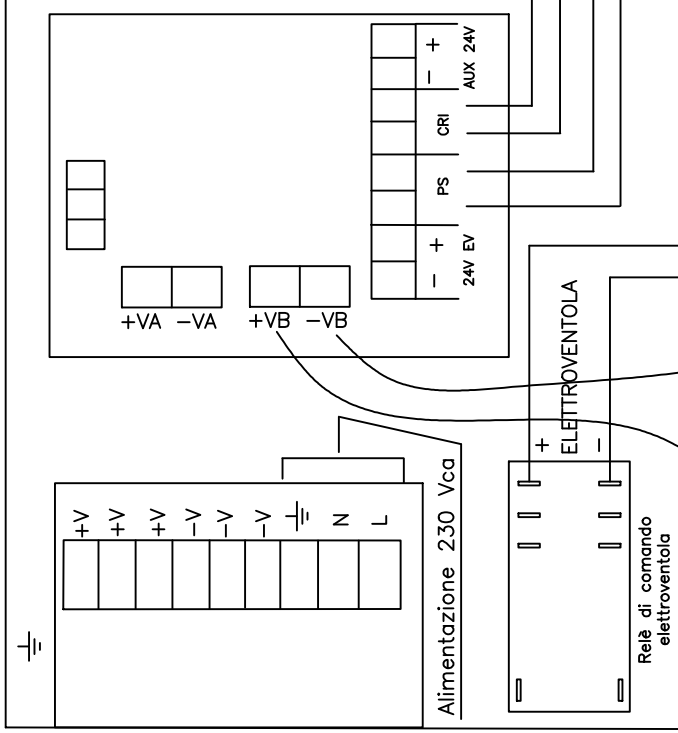 + −
AUX 24V
CRI
PS
+ −
24V EV
+VA
−VA
+VB
−VB
+
ELETTROVENTOLA
−
+V
+V
+V
−V
−V
−V
N
L
Alimentazione 230 Vca
Relè di comando
elettroventola